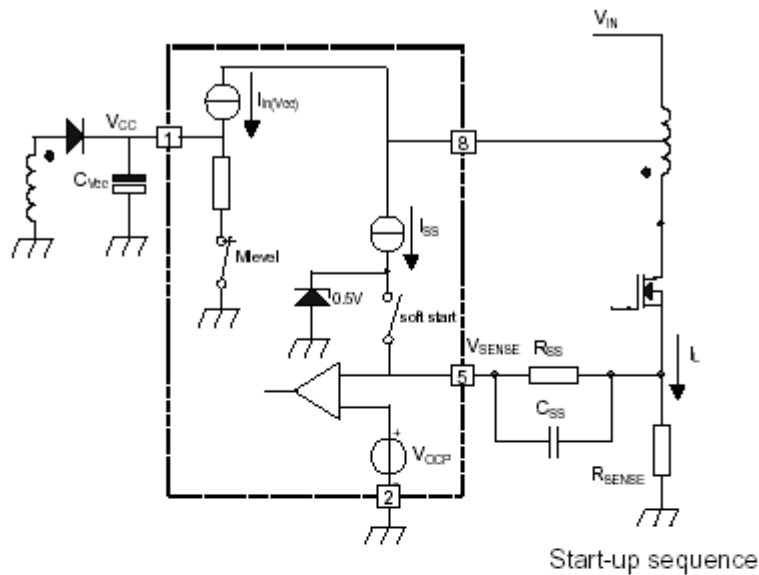 VIN
Iin(Vcc)
VCC
1
8
CVcc
ISS
Mlevel
0.5V
soft start
VSENSE
RSS
IL
5
CSS
+
VOCP
RSENSE
2
Start-up sequence